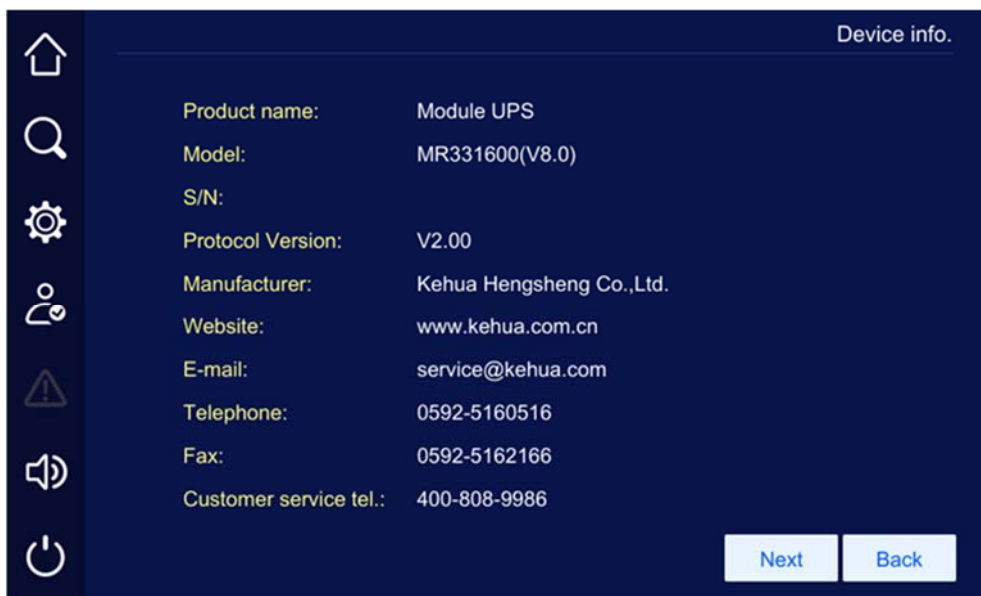 Device info.
Product name: Module UPS
Model: MR331600(V8.0)
S/N:
Protocol Version: V2.00
Manufacturer: Kehua Hengsheng Co.,Ltd.
Website: www.kehua.com.cn
E-mail: service@kehua.com
Telephone: 0592-5160516
Fax: 0592-5162166
Customer service tel.: 400-808-9986
Next Back